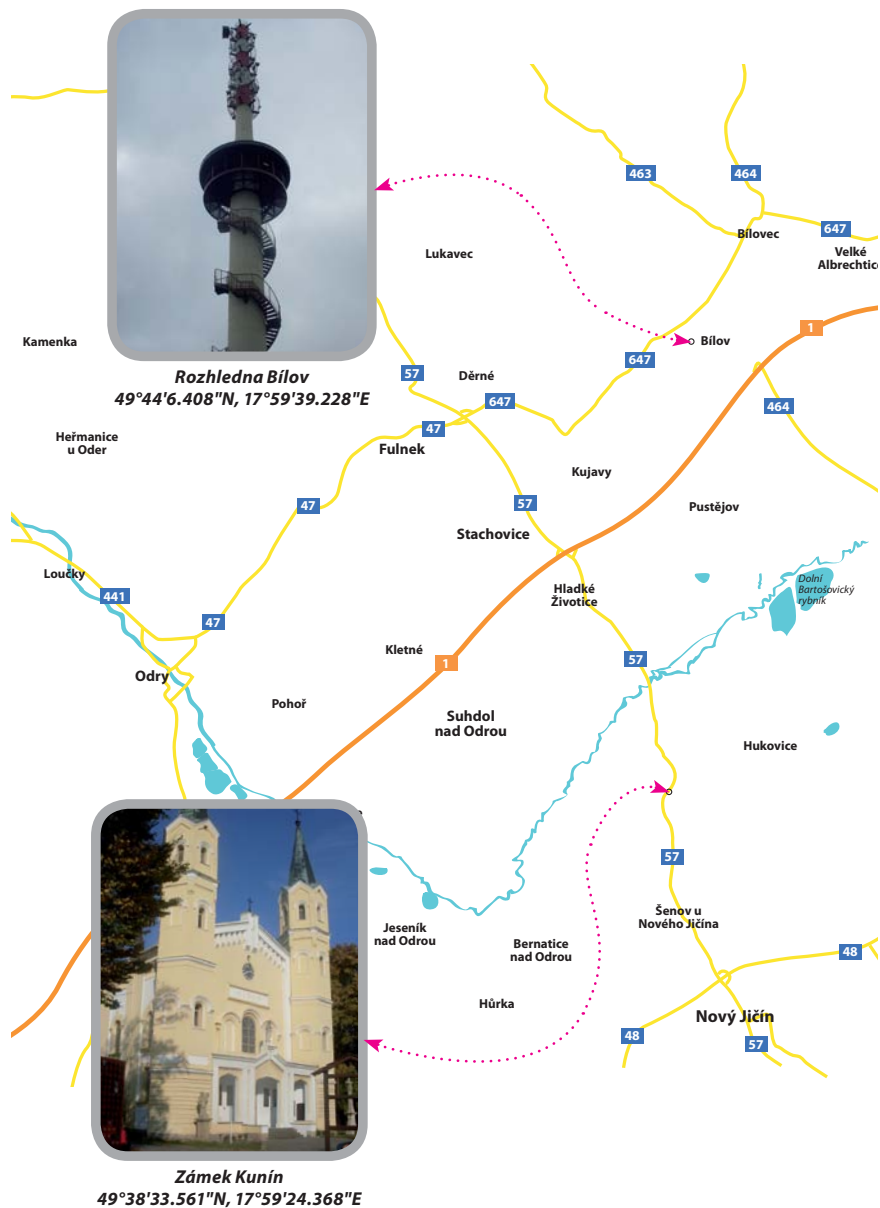 463
464
Bílovec
647
Velké
Albrechtice
Lukavec
1
Kamenka
Bílov
647
Rozhledna Bílov
49°44'6.408"N, 17°59'39.228"E
57
Děrné
647
464
47
Heřmanice
u Oder
Fulnek
Kujavy
47
57
Pustějov
Stachovice
Loučky
441
Hladké
Životice
Dolní
Bartošovický
rybník
47
Kletné
1
57
Odry
Pohoř
Suhdol
nad Odrou
Hukovice
57
Jeseník
nad Odrou
Šenov u
Nového Jičína
Bernatice
nad Odrou
48
Hůrka
Nový Jičín
48
57
Zámek Kunín
49°38'33.561"N, 17°59'24.368"E